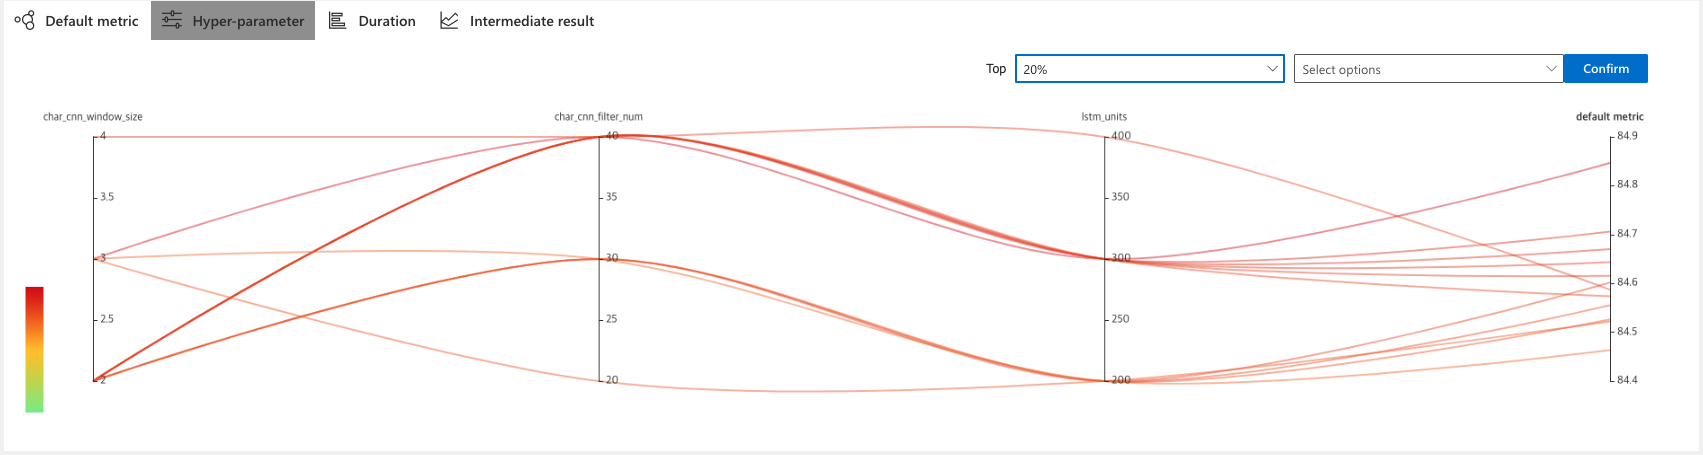 Default metric Hyper-parameter Duration Intermediate result
Top 20% Select options Confirm
char_cnn_window_size char_cnn_filter_num lstm_units default metric
4 40 400 84.9
84.8
3.5 35 350
84.7
3 30 300
84.6
2.5 25 250
84.5
2 20 200 84.4